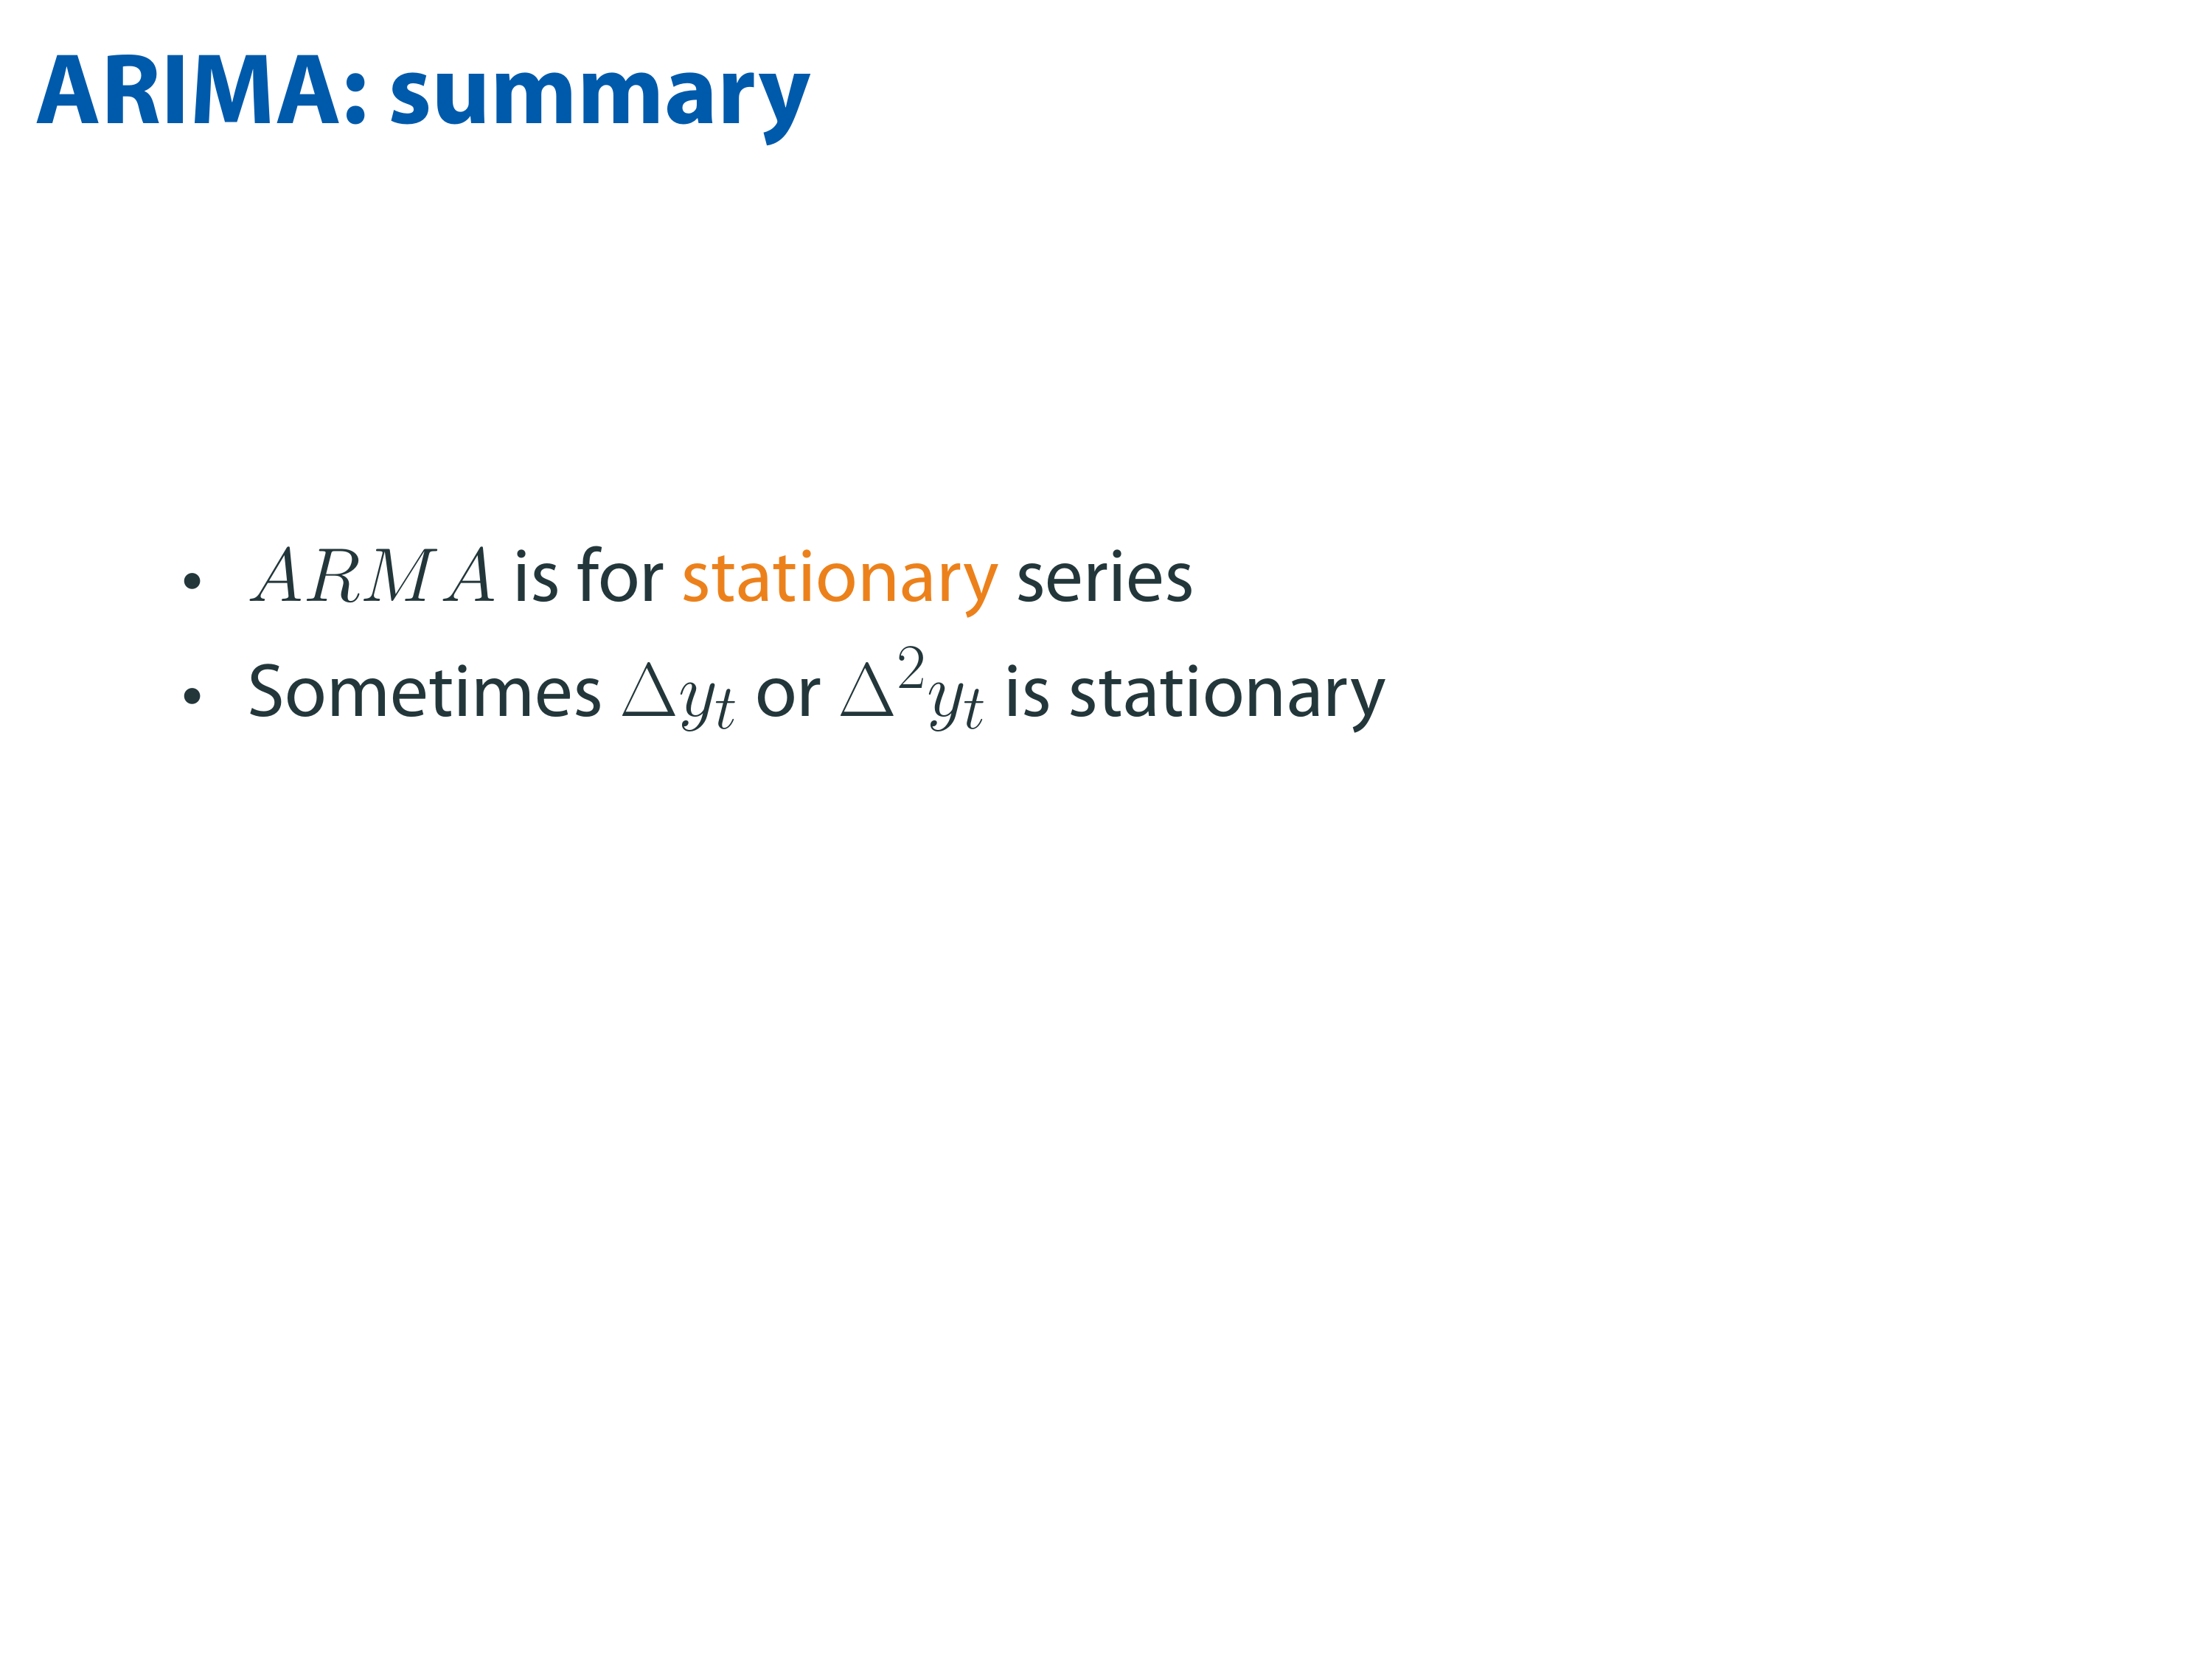 ARIMA: summary
• ARMA is for stationary series
• Sometimes Δy_t or Δ²y_t is stationary